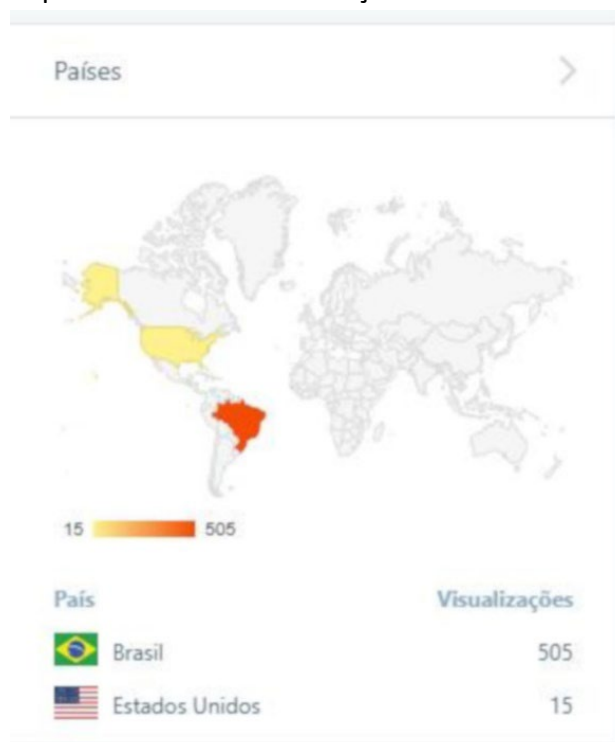 Países
15 505
País Visualizações
Brasil 505
Estados Unidos 15